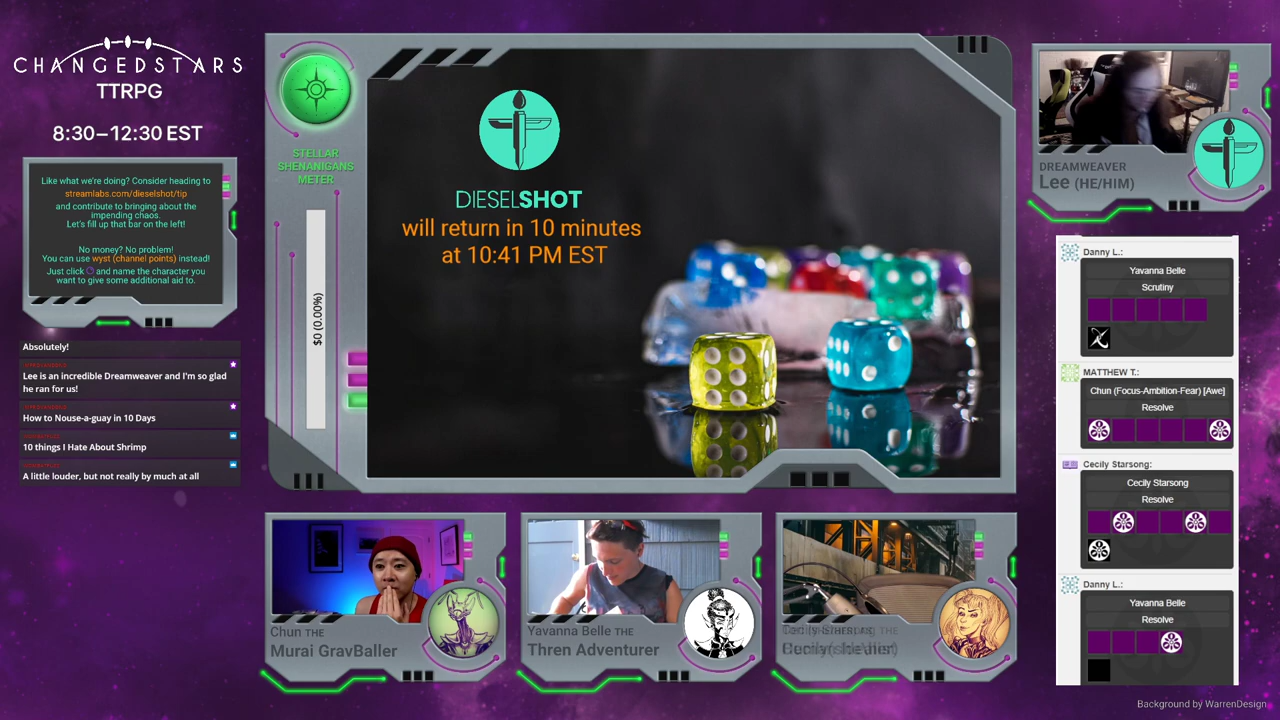 CHANGEDSTARS
TTRPG
8:30–12:30 EST
Like what we're doing? Consider heading to
streamlabs.com/dieselshot/tip
and contribute to bringing about the
impending chaos.
Let's fill up that bar on the left!
No money? No problem!
You can use wyst (channel points) instead!
Just click and name the character you
want to give some additional aid to.
Absolutely!
Lee is an incredible Dreamweaver and I'm so glad
he ran for us!
How to Nouse-a-guay in 10 Days
10 things I Hate About Shrimp
A little louder, but not really by much at all
STELLAR
SHENANIGANS
METER
$0 (0.00%)
DIESELSHOT
will return in 10 minutes
at 10:41 PM EST
Chun THE
Murai GravBaller
Yavanna Belle THE
Thren Adventurer
THE
DREAMWEAVER
Lee (HE/HIM)
Danny L.:
Yavanna Belle
Scrutiny
MATTHEW T.:
Chun (Focus-Ambition-Fear) [Awe]
Resolve
Cecily Starsong:
Cecily Starsong
Resolve
Danny L.:
Yavanna Belle
Resolve
Background by WarrenDesign